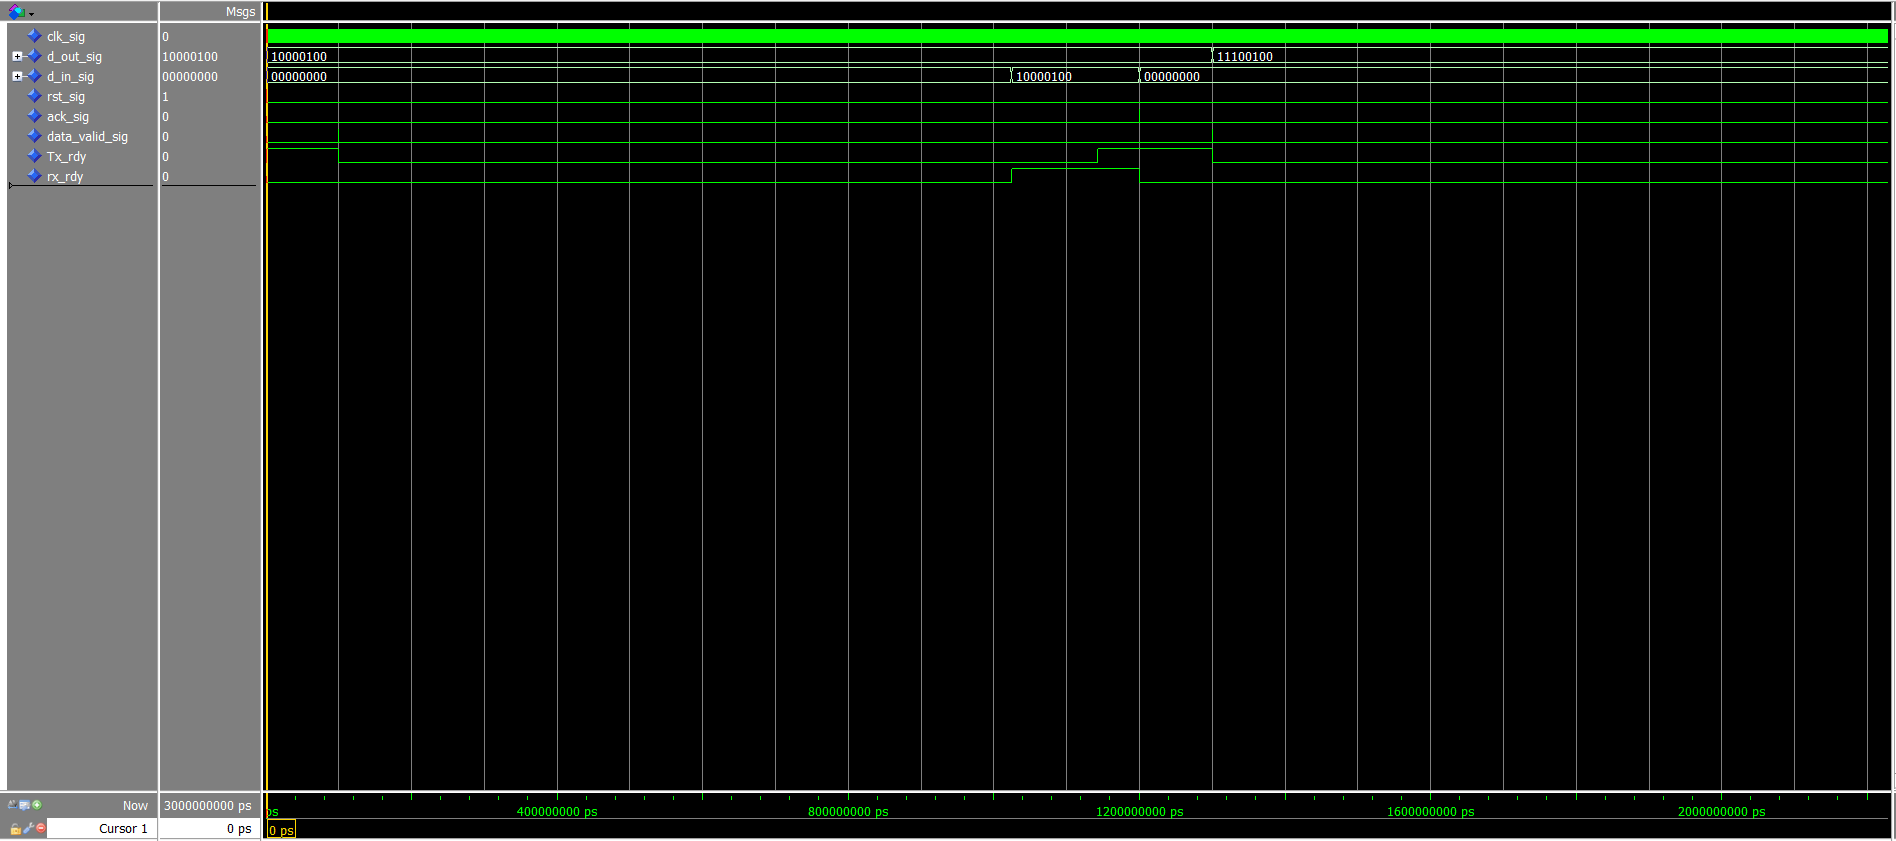 Msgs
clk_sig 0
d_out_sig 10000100 10000100 11100100
d_in_sig 00000000 00000000 10000100 00000000
rst_sig 1
ack_sig 0
data_valid_sig 0
Tx_rdy 0
rx_rdy 0
Now 3000000000 ps ps 400000000 ps 800000000 ps 1200000000 ps 1600000000 ps 2000000000 ps
Cursor 1 0 ps 0 ps